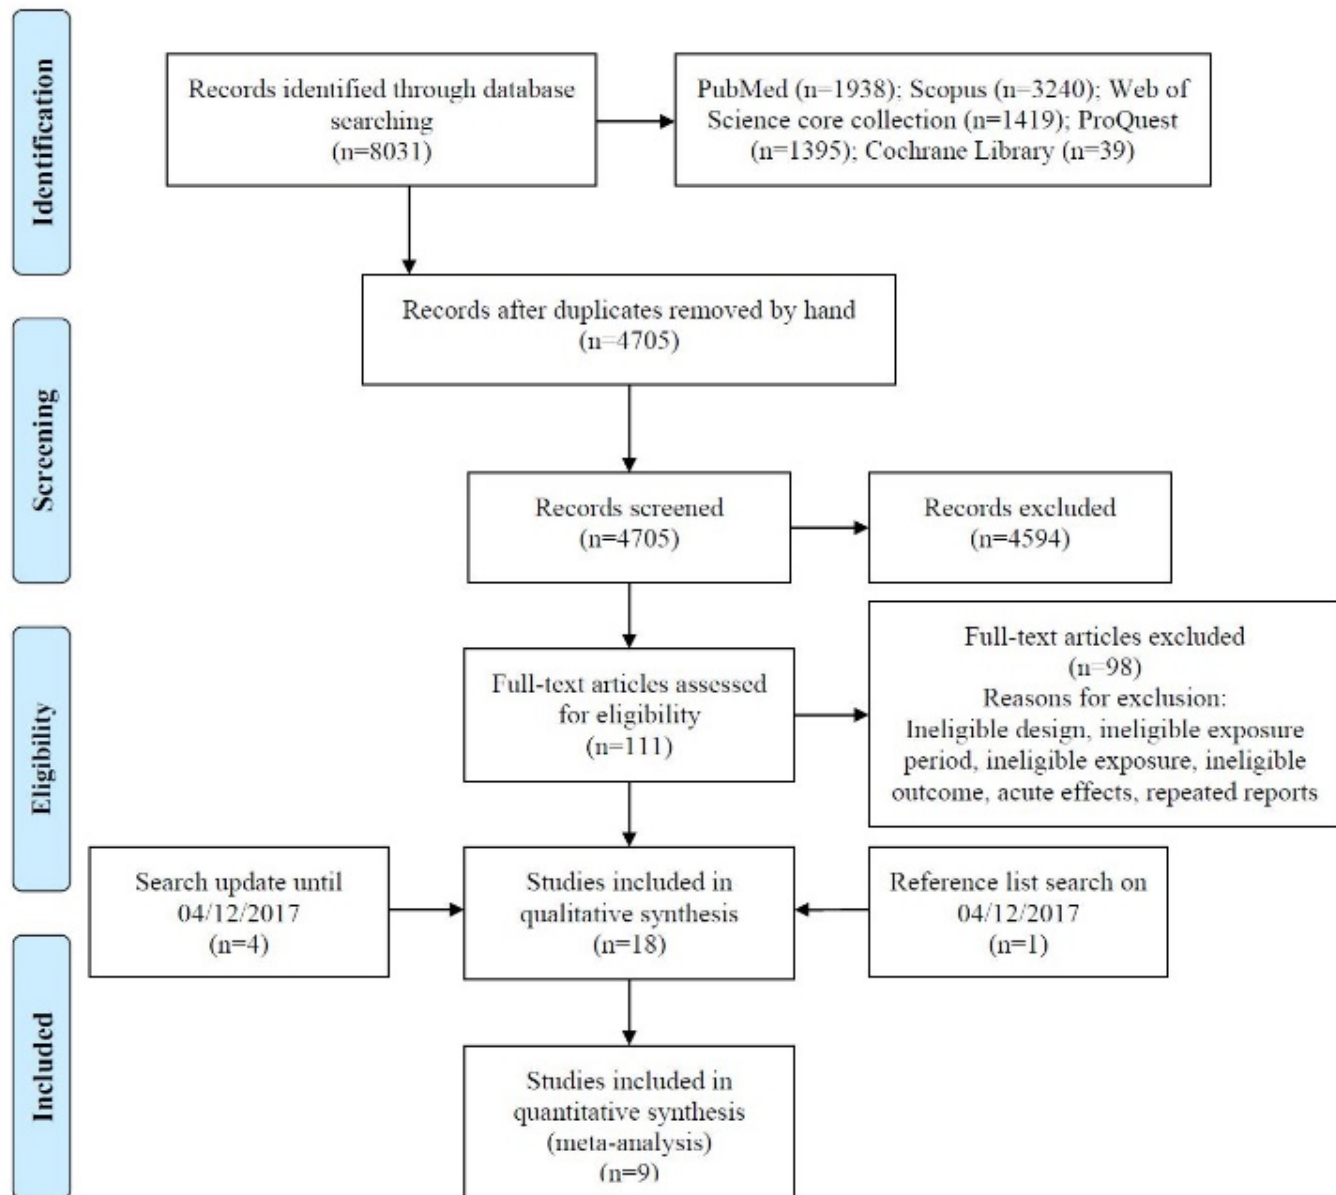 Identification
Records identified through database
searching
(n=8031)
PubMed (n=1938); Scopus (n=3240); Web of
Science core collection (n=1419); ProQuest
(n=1395); Cochrane Library (n=39)
Records after duplicates removed by hand
(n=4705)
Screening
Records screened
(n=4705)
Records excluded
(n=4594)
Eligibility
Full-text articles assessed
for eligibility
(n=111)
Full-text articles excluded
(n=98)
Reasons for exclusion:
Ineligible design, ineligible exposure
period, ineligible exposure, ineligible
outcome, acute effects, repeated reports
Search update until
04/12/2017
(n=4)
Studies included in
qualitative synthesis
(n=18)
Reference list search on
04/12/2017
(n=1)
Included
Studies included in
quantitative synthesis
(meta-analysis)
(n=9)